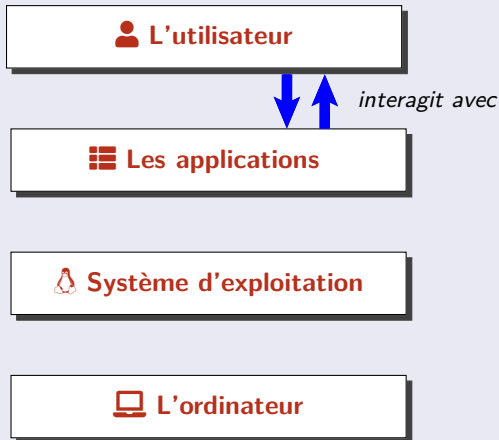 L'utilisateur
interagit avec
Les applications
Système d'exploitation
L'ordinateur